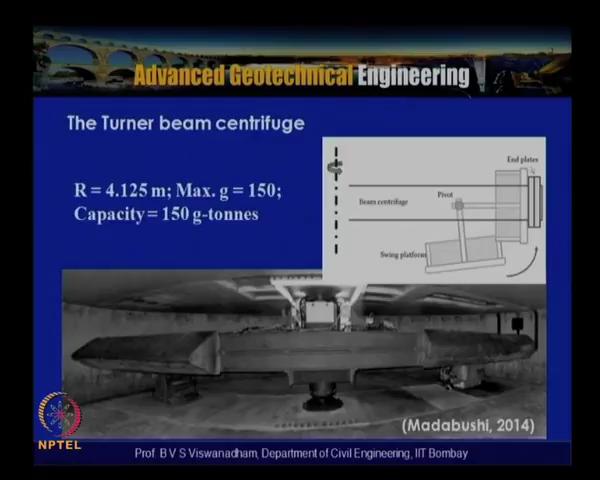 Advanced Geotechnical Engineering
The Turner beam centrifuge
R = 4.125 m; Max. g = 150;
Capacity = 150 g-tonnes
End plates
Pivot
Beam centrifuge
Swing platform
(Madabushi, 2014)
NPTEL
Prof. B V S Viswanadham, Department of Civil Engineering, IIT Bombay